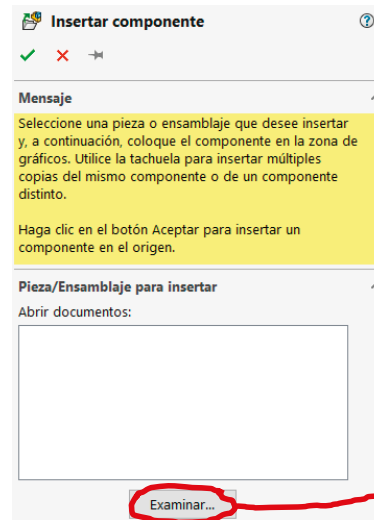 Insertar componente
Mensaje
Seleccione una pieza o ensamblaje que desee insertar
y, a continuación, coloque el componente en la zona de
gráficos. Utilice la tachuela para insertar múltiples
copias del mismo componente o de un componente
distinto.
Haga clic en el botón Aceptar para insertar un
componente en el origen.
Pieza/Ensamblaje para insertar
Abrir documentos:
Examinar...